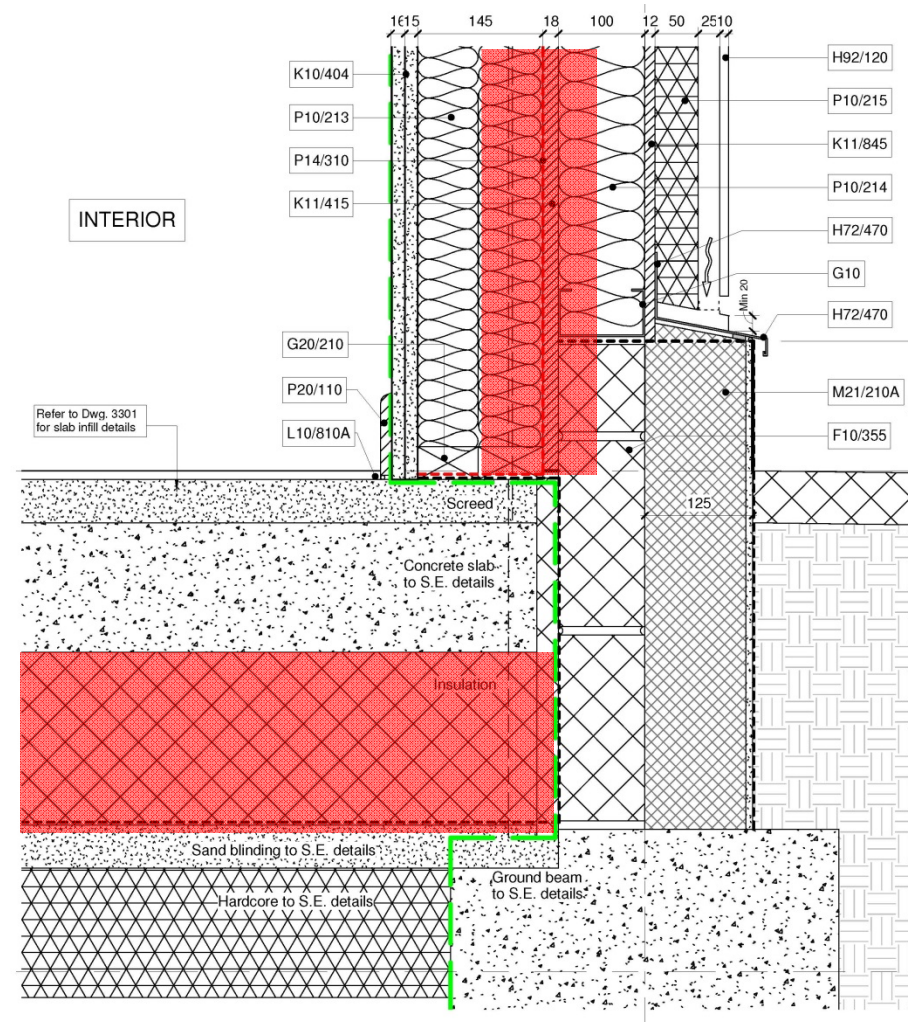 16 15 145 18 100 12 50 25 10
K10/404
P10/213
P14/310
K11/415
INTERIOR
G20/210
P20/110
L10/810A
Refer to Dwg. 3301
for slab infill details
H92/120
P10/215
K11/845
P10/214
H72/470
G10
Min 20
H72/470
M21/210A
F10/355
125
Screed
Concrete slab
to S.E. details
Insulation
Sand blinding to S.E. details
Ground beam
to S.E. details
Hardcore to S.E. details